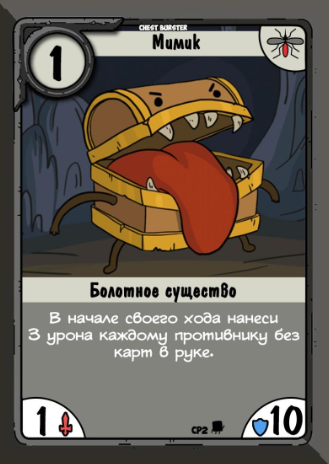 CHEST BURSTER
Мимик
1
Болотное существо
В начале своего хода нанеси
3 урона каждому противнику без
карт в руке.
1
CP2
10